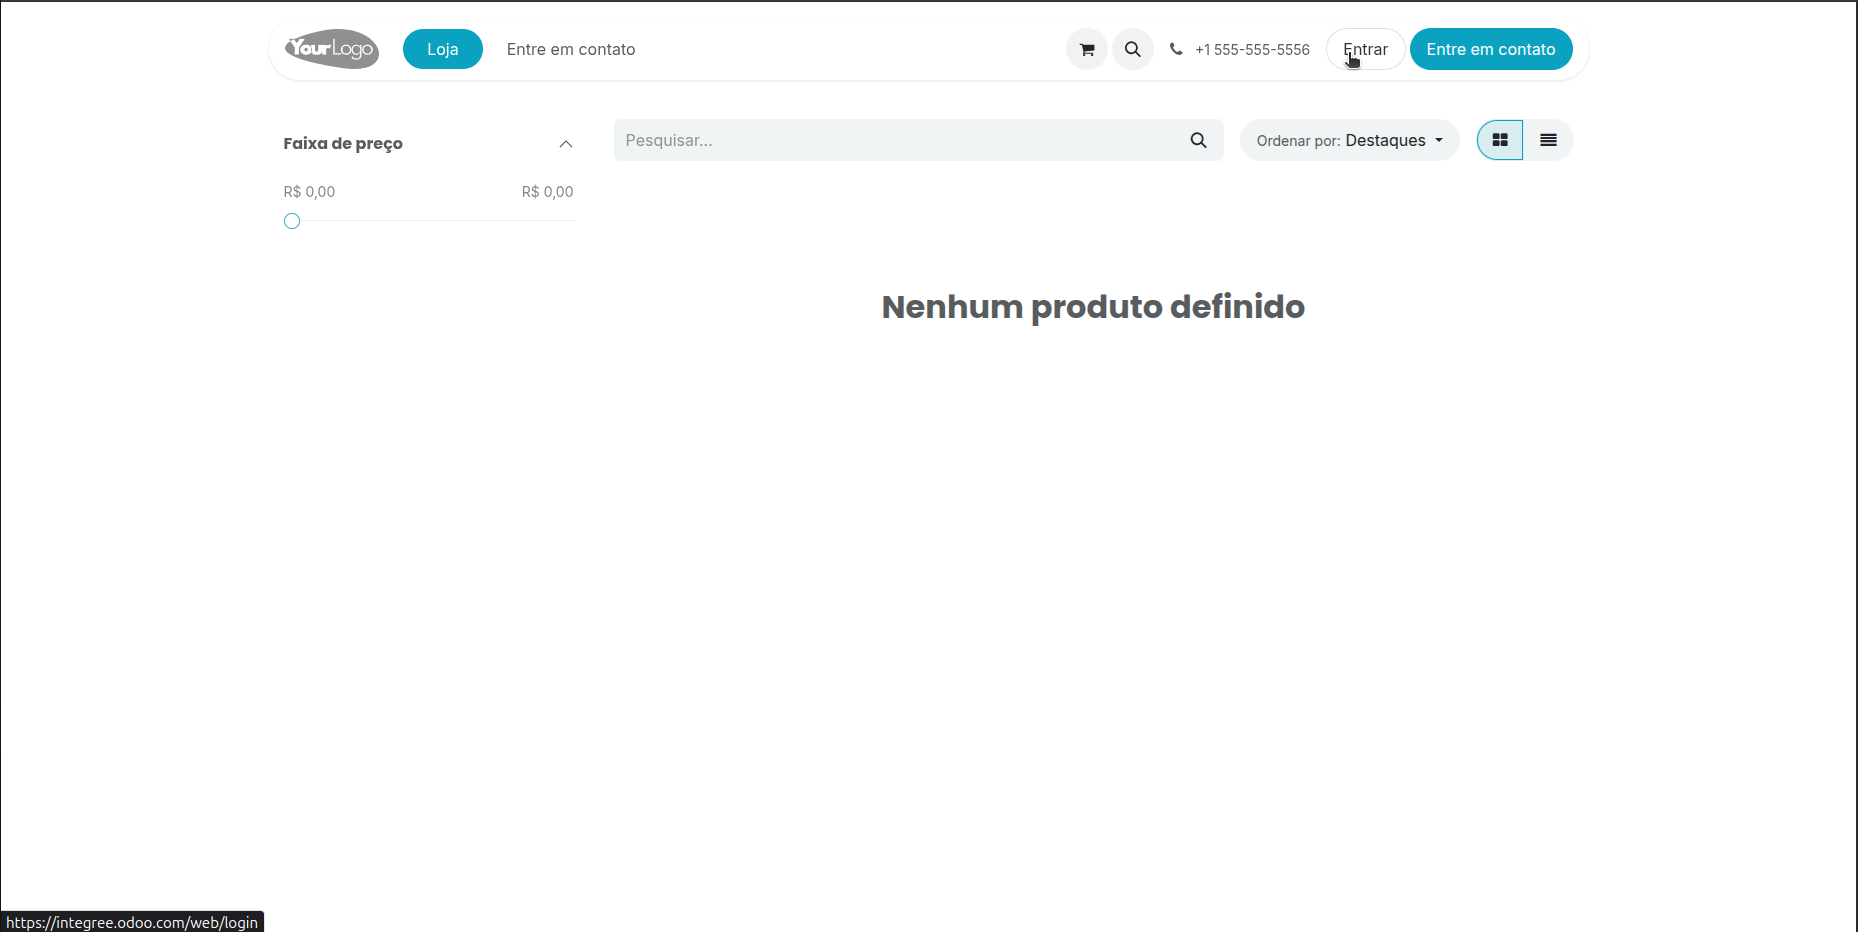 YourLogo
Loja
Entre em contato
+1 555-555-5556
Entrar
Entre em contato
Faixa de preço
Pesquisar...
Ordenar por: Destaques
R$ 0,00
R$ 0,00
Nenhum produto definido
https://integree.odoo.com/web/login